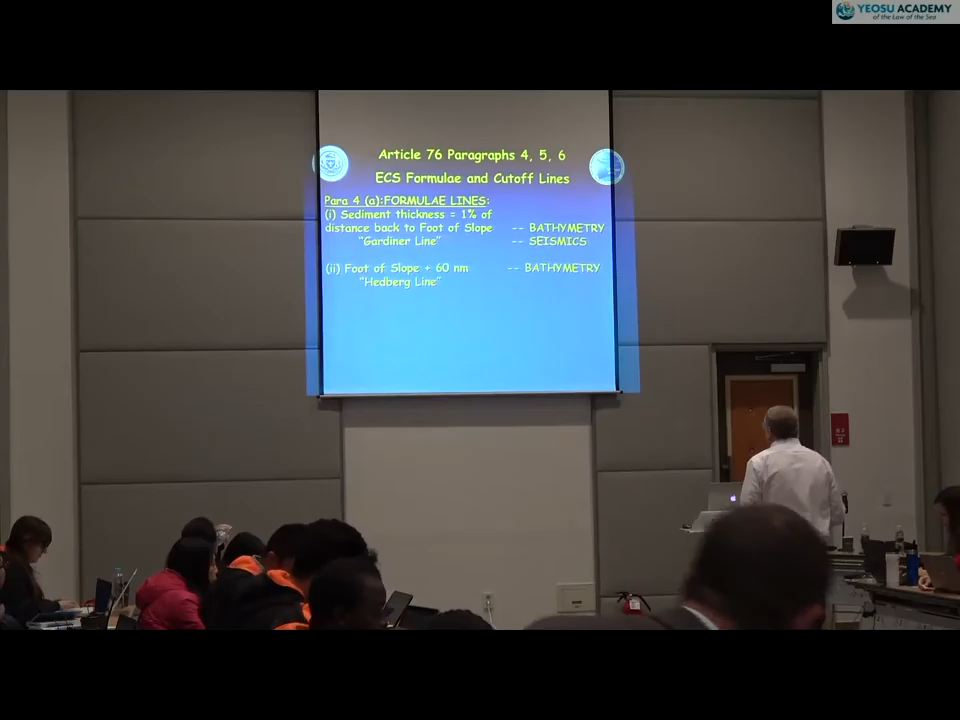 YEOSU ACADEMY
of the Law of the Sea
Article 76 Paragraphs 4, 5, 6
ECS Formulae and Cutoff Lines
Para 4 (a):FORMULAE LINES:
(i) Sediment thickness = 1% of
distance back to Foot of Slope -- BATHYMETRY
"Gardiner Line" -- SEISMICS
(ii) Foot of Slope + 60 nm -- BATHYMETRY
"Hedberg Line"